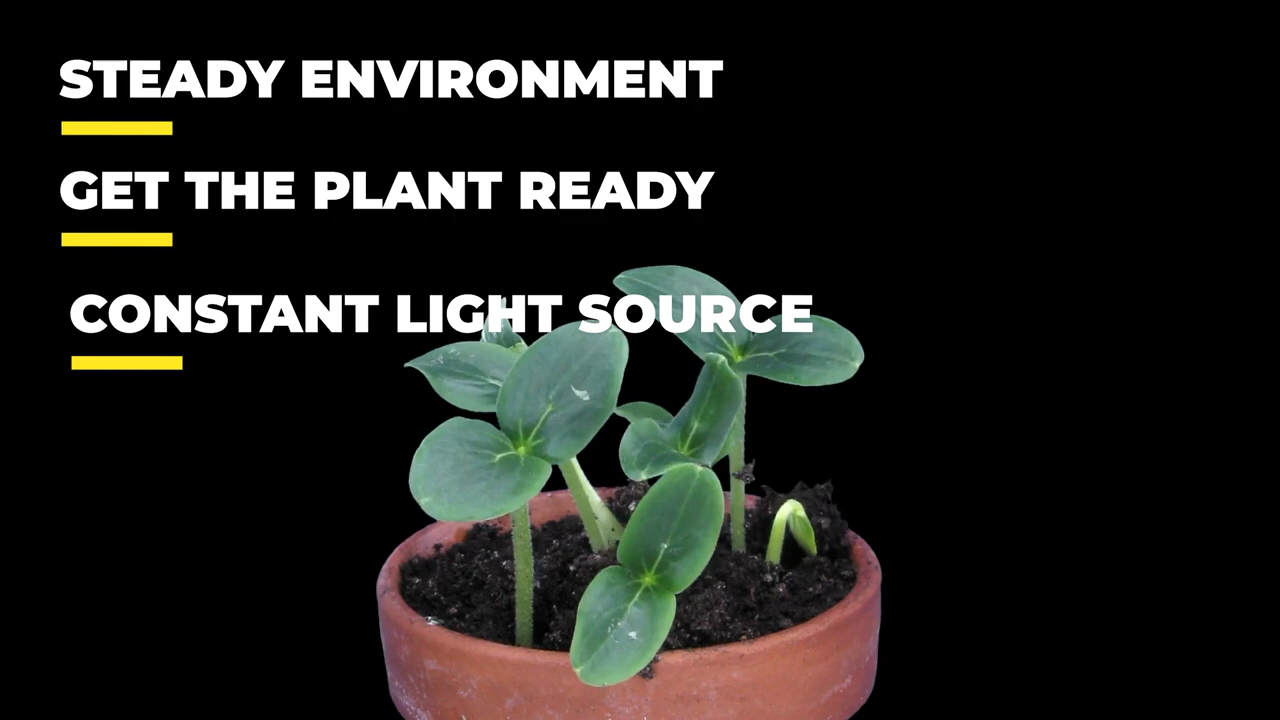 STEADY ENVIRONMENT
GET THE PLANT READY
CONSTANT LIGHT SOURCE